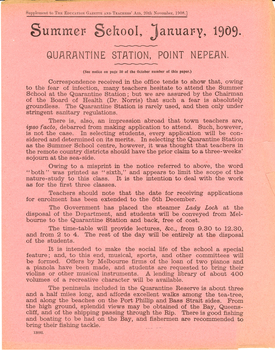 Supplement to THE EDUCATION GAZETTE AND TEACHERS' AID, 20th November, 1908.]
Summer School, January, 1909.
QUARANTINE STATION, POINT NEPEAN.
(See notice on page 39 of the October number of this paper.)
Correspondence received in the office tends to show that, owing
to the fear of infection, many teachers hesitate to attend the Summer
School at the Quarantine Station; but we are assured by the Chairman
of the Board of Health (Dr. Norris) that such a fear is absolutely
groundless. The Quarantine Station is rarely used, and then only under
stringent sanitary regulations.
There is, also, an impression abroad that town teachers are,
ipso facto, debarred from making application to attend. Such, however,
is not the case. In selecting students, every application will be con-
sidered and determined on its merits. In instituting the Quarantine Station
as the Summer School centre, however, it was thought that teachers in
the remote country districts should have the prior claim to a three-weeks'
sojourn at the sea-side.
Owing to a misprint in the notice referred to above, the word
"both" was printed as "sixth," and appears to limit the scope of the
nature-study to this class. It is the intention to deal with the work
as for the first three classes.
Teachers should note that the date for receiving applications
for enrolment has been extended to the 5th December.
The Government has placed the steamer Lady Loch at the
disposal of the Department, and students will be conveyed from Mel-
bourne to the Quarantine Station, and back, free of cost.
The time-table will provide lectures, &c., from 9.30 to 12.30,
and from 2 to 4. The rest of the day will be entirely at the disposal
of the students.
It is intended to make the social life of the school a special
feature; and, to this end, musical, sports, and other committees will
be formed. Offers by Melbourne firms of the loan of two pianos and
a pianola have been made, and students are requested to bring their
violins or other musical instruments. A lending library of about 400
volumes of a recreative character will be available.
The peninsula included in the Quarantine Reserve is about three
and a half miles long, and affords excellent walks among the tea-tree,
and along the beaches on the Port Phillip and Bass Strait sides. From
the high ground, splendid views may be obtained of the Bay, Queens-
cliff, and of the shipping passing through the Rip. There is good fishing
and boating to be had on the Bay, and fishermen are recommended to
bring their fishing tackle.